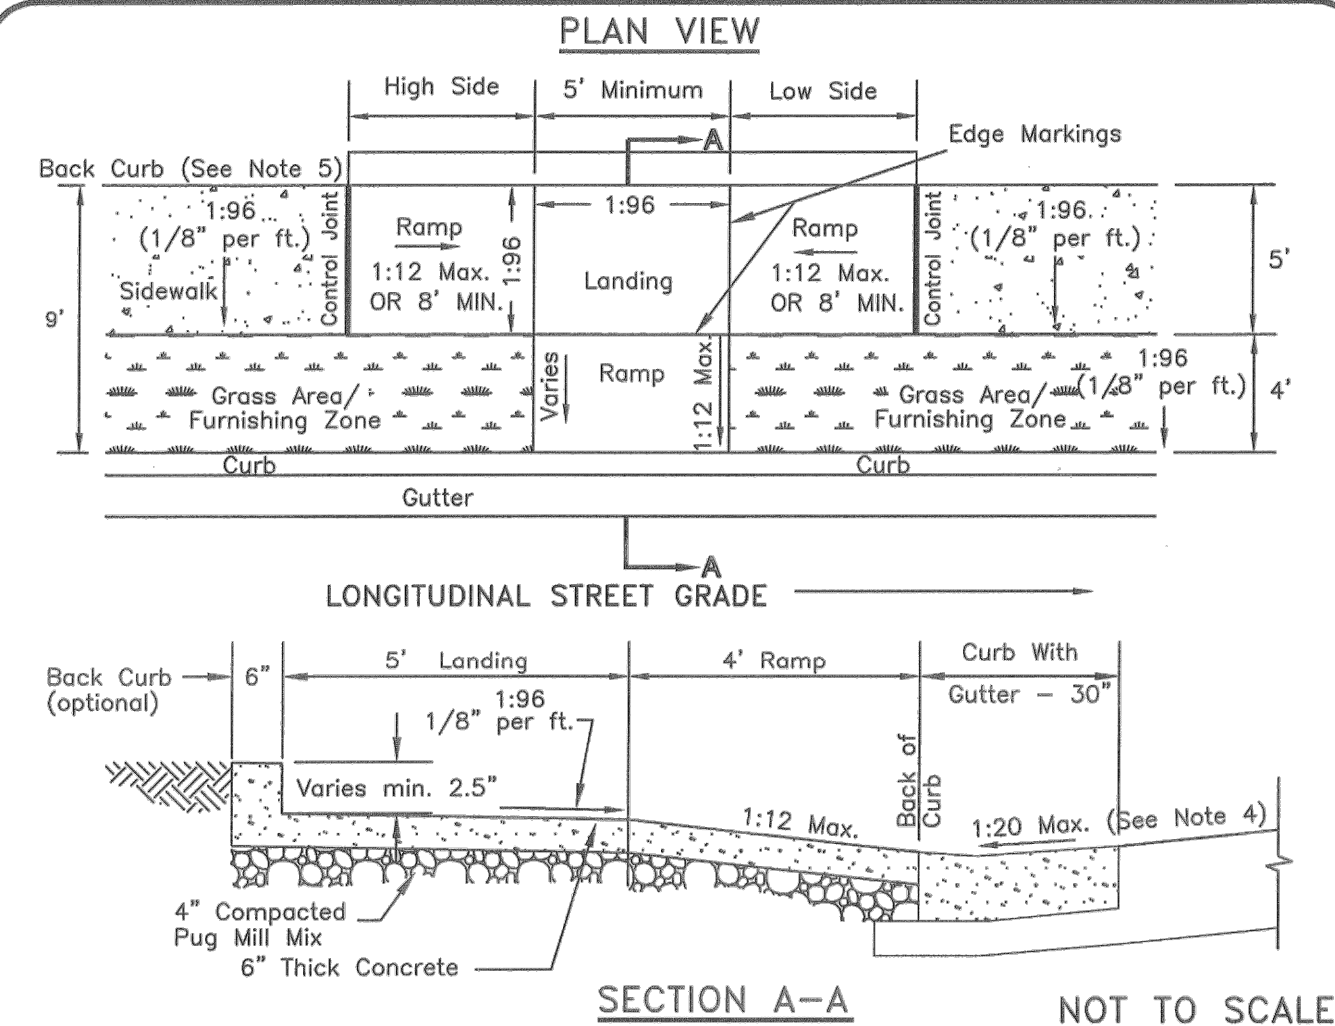 PLAN VIEW
High Side
5' Minimum
Low Side
A
Edge Markings
Back Curb (See Note 5)
1:96
(1/8" per ft.)
Sidewalk
Control Joint
Ramp
1:12 Max.
OR 8' MIN.
1:96
1:96
Landing
Ramp
1:12 Max.
OR 8' MIN.
Control Joint
1:96
(1/8" per ft.)
5'
9'
Grass Area/
Furnishing Zone
Varies
Ramp
1:12 Max.
Grass Area/
Furnishing Zone
1:96
(1/8" per ft.)
4'
Curb
Curb
Gutter
A
LONGITUDINAL STREET GRADE
Back Curb
(optional)
6"
5' Landing
4' Ramp
Curb With
Gutter - 30"
1:96
1/8" per ft.
Varies min. 2.5"
1:12 Max.
Back of
Curb
1:20 Max. (See Note 4)
4" Compacted
Pug Mill Mix
6" Thick Concrete
SECTION A-A
NOT TO SCALE